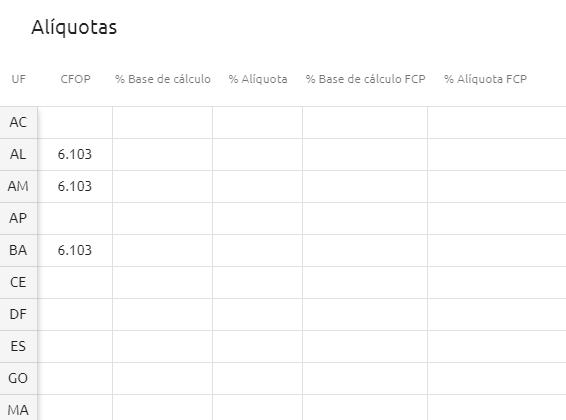 Alíquotas
UF CFOP % Base de cálculo % Alíquota % Base de cálculo FCP % Alíquota FCP
AC
AL 6.103
AM 6.103
AP
BA 6.103
CE
DF
ES
GO
MA